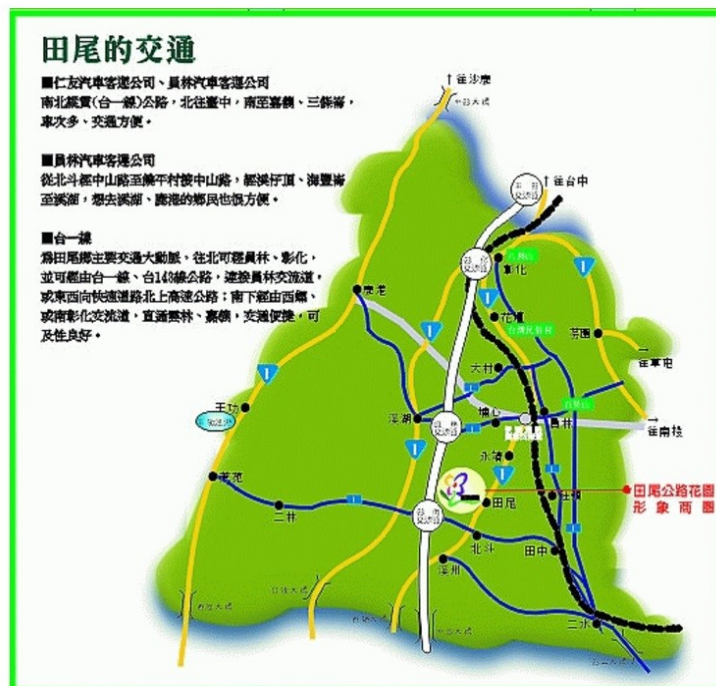 田尾的交通
■仁友汽車客運公司、員林汽車客運公司
南北縱貫(台一線)公路，北往臺中，南至嘉義、三條崙，
車次多、交通方便。
■員林汽車客運公司
從北斗經中山路至饒平村接中山路，經溪仔頂、海豐崙
至溪湖，想去溪湖、鹿港的鄉民也很方便。
■台一線
為田尾鄉主要交通大動脈，往北可經員林、彰化，
並可經由台一線、台148線公路，連接員林交流道，
或東西向快速道路北上高速公路；南下經由西螺、
或南彰化交流道，直通雲林、嘉義，交通便捷，可
及性良好。
往沙鹿
往台中
彰化
鹿港
花壇
芬園
往草屯
大村
王功
溪湖
埔心
員林
往南投
永靖
芳苑
田尾
社頭
田尾公路花園
形象商圈
二林
北斗
田中
溪州
二水